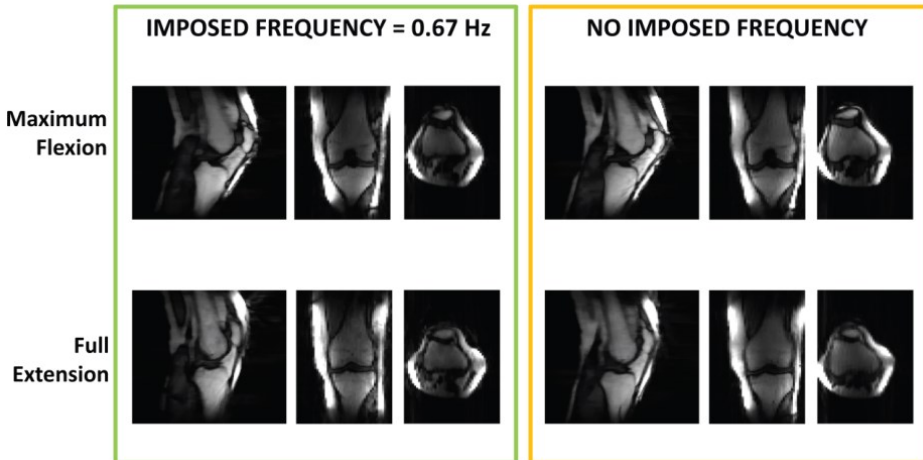 IMPOSED FREQUENCY = 0.67 Hz
NO IMPOSED FREQUENCY
Maximum
Flexion
Full
Extension